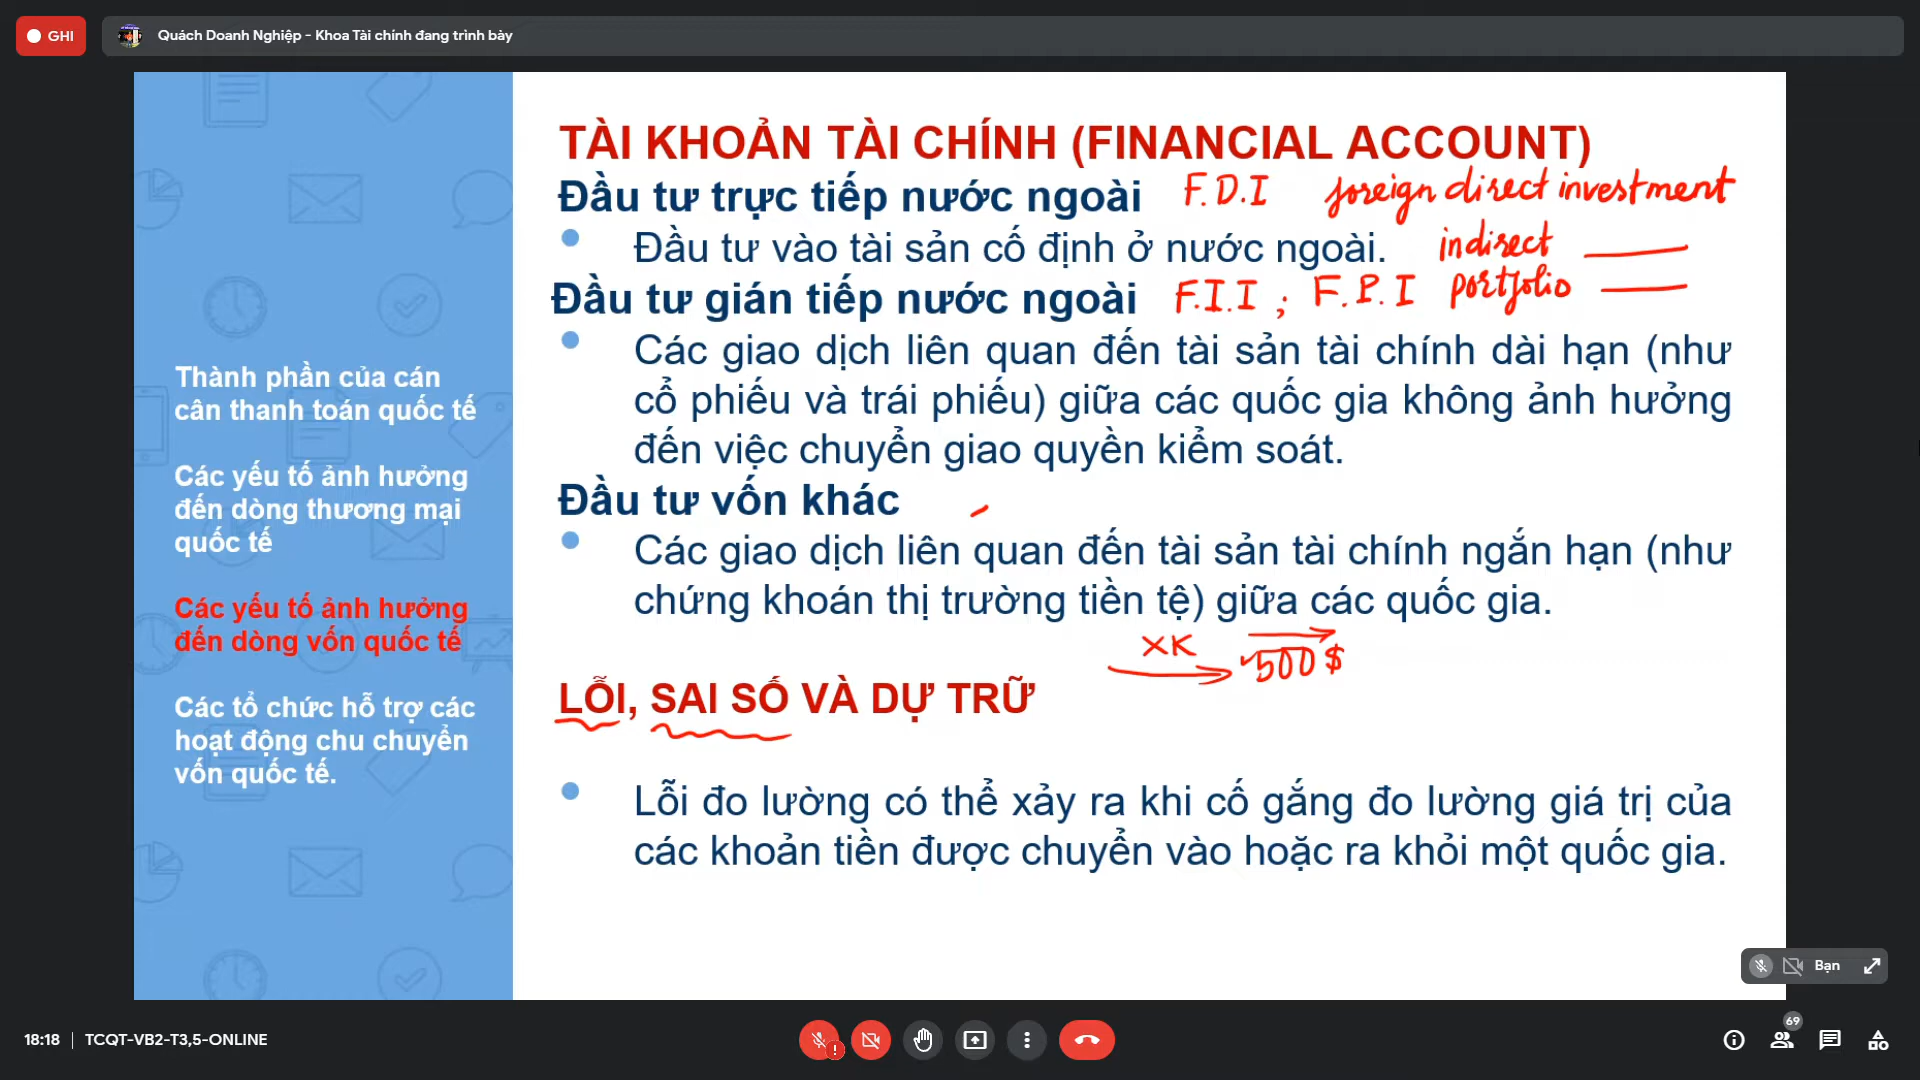 GHI
Quách Doanh Nghiệp - Khoa Tài chính đang trình bày
Thành phần của cán
cân thanh toán quốc tế
Các yếu tố ảnh hưởng
đến dòng thương mại
quốc tế
Các yếu tố ảnh hưởng
đến dòng vốn quốc tế
Các tổ chức hỗ trợ các
hoạt động chu chuyển
vốn quốc tế.
TÀI KHOẢN TÀI CHÍNH (FINANCIAL ACCOUNT)
Đầu tư trực tiếp nước ngoài F.D.I foreign direct investment
Đầu tư vào tài sản cố định ở nước ngoài. indirect
Đầu tư gián tiếp nước ngoài F.I.I ; F.P.I portfolio
Các giao dịch liên quan đến tài sản tài chính dài hạn (như
cổ phiếu và trái phiếu) giữa các quốc gia không ảnh hưởng
đến việc chuyển giao quyền kiểm soát.
Đầu tư vốn khác
Các giao dịch liên quan đến tài sản tài chính ngắn hạn (như
chứng khoán thị trường tiền tệ) giữa các quốc gia.
XK 500 $
LỖI, SAI SỐ VÀ DỰ TRỮ
Lỗi đo lường có thể xảy ra khi cố gắng đo lường giá trị của
các khoản tiền được chuyển vào hoặc ra khỏi một quốc gia.
Bạn
18:18 | TCQT-VB2-T3,5-ONLINE
69